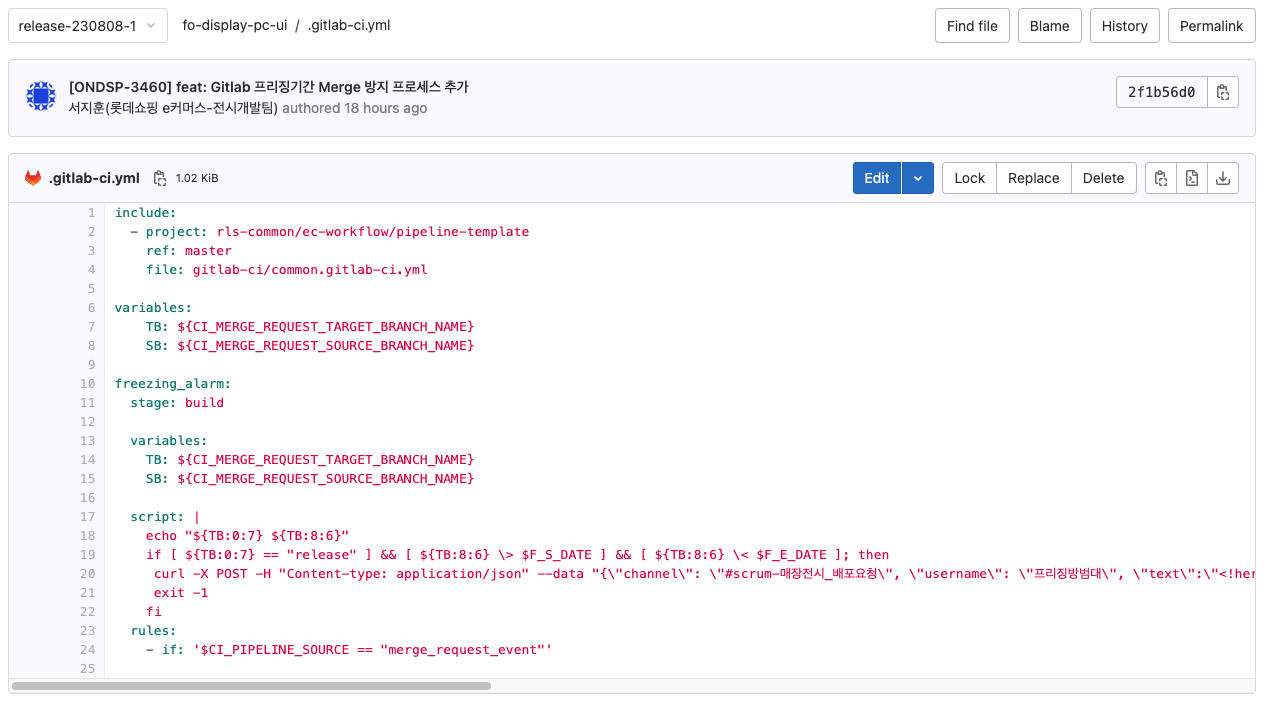 release-230808-1 fo-display-pc-ui / .gitlab-ci.yml Find file Blame History Permalink
[ONDSP-3460] feat: Gitlab 프리징기간 Merge 방지 프로세스 추가
서지훈(롯데쇼핑 e커머스-전시개발팀) authored 18 hours ago 2f1b56d0
.gitlab-ci.yml 1.02 KiB Edit Lock Replace Delete
1 include:
2   - project: rls-common/ec-workflow/pipeline-template
3     ref: master
4     file: gitlab-ci/common.gitlab-ci.yml
5
6 variables:
7     TB: ${CI_MERGE_REQUEST_TARGET_BRANCH_NAME}
8     SB: ${CI_MERGE_REQUEST_SOURCE_BRANCH_NAME}
9
10 freezing_alarm:
11   stage: build
12
13   variables:
14     TB: ${CI_MERGE_REQUEST_TARGET_BRANCH_NAME}
15     SB: ${CI_MERGE_REQUEST_SOURCE_BRANCH_NAME}
16
17   script: |
18     echo "${TB:0:7} ${TB:8:6}"
19     if [ ${TB:0:7} == "release" ] && [ ${TB:8:6} \> $F_S_DATE ] && [ ${TB:8:6} \< $F_E_DATE ]; then
20      curl -X POST -H "Content-type: application/json" --data "{\"channel\": \"#scrum-매장전시_배포요청\", \"username\": \"프리징방범대\", \"text\":\"<!her
21      exit -1
22     fi
23   rules:
24     - if: '$CI_PIPELINE_SOURCE == "merge_request_event"'
25